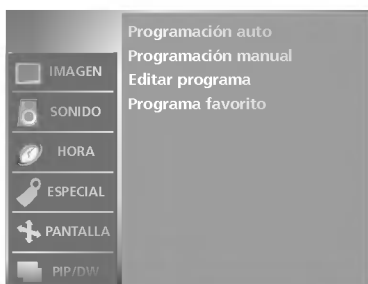 Programación auto
Programación manual
Editar programa
Programa favorito
IMAGEN
SONIDO
HORA
ESPECIAL
PANTALLA
PIP/DW